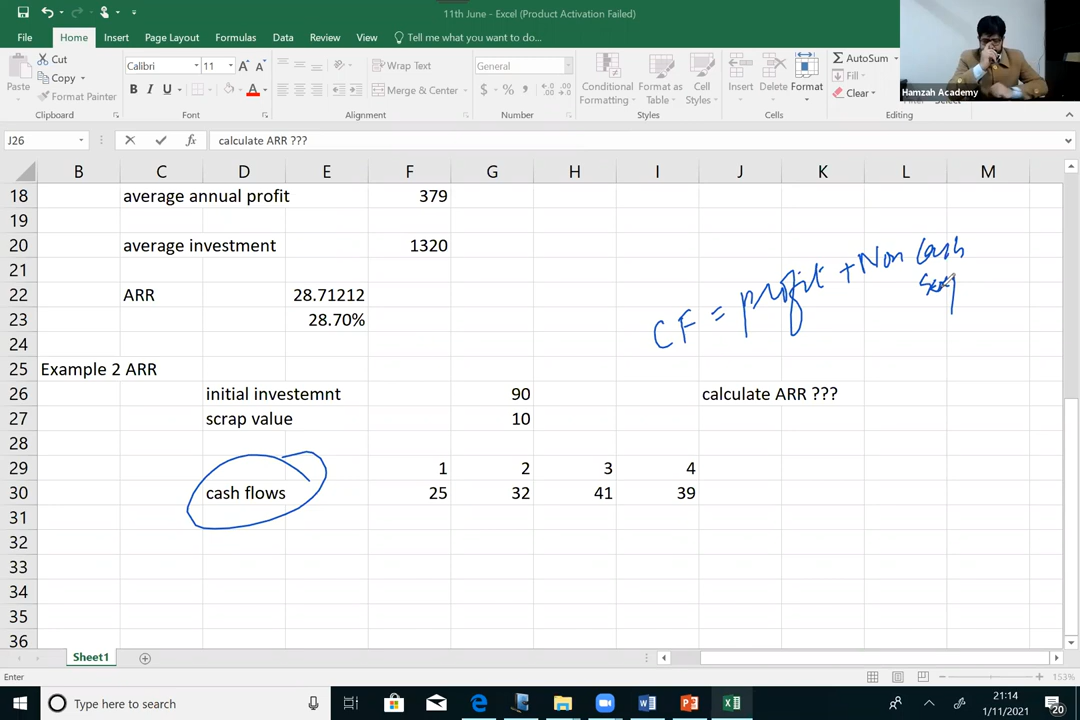 11th June - Excel (Product Activation Failed)
File Home Insert Page Layout Formulas Data Review View Tell me what you want to do...
Cut
Copy
Format Painter
Paste
Calibri 11
B I U
Wrap Text
Merge & Center
General
Conditional Formatting
Format as Table
Cell Styles
Insert Delete Format
AutoSum
Fill
Clear
Clipboard Font Alignment Number Styles Cells Editing
Hamzah Academy
J26 fx calculate ARR ???
B C D E F G H I J K L M
18 average annual profit 379
19
20 average investment 1320
21
22 ARR 28.71212
23 28.70%
24
25 Example 2 ARR
26 initial investemnt 90 calculate ARR ???
27 scrap value 10
28
29 1 2 3 4
30 cash flows 25 32 41 39
31
32
33
34
35
36
CF = profit + Non Cash
Sheet1
Enter 153%
Type here to search
21:14
1/11/2021
20